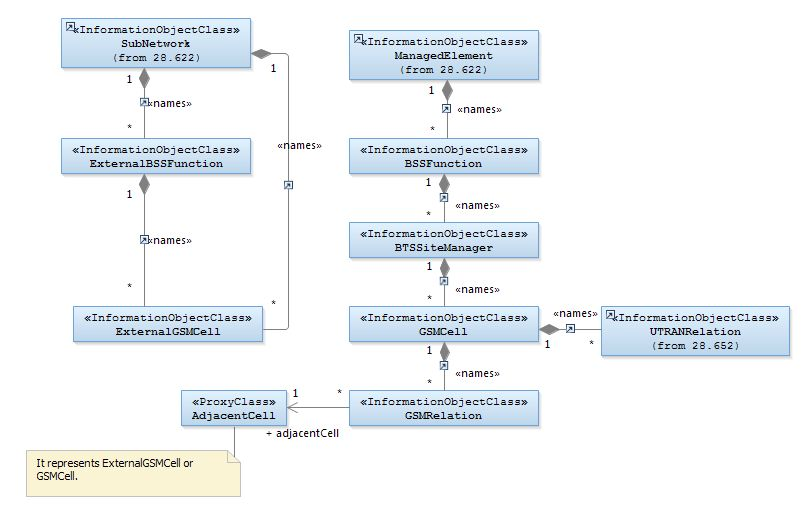 «InformationObjectClass»
SubNetwork
(from 28.622)
1
1
«names»
*
«names»
«InformationObjectClass»
ExternalBSSFunction
1
«names»
*
*
«InformationObjectClass»
ExternalGSMCell
«InformationObjectClass»
ManagedElement
(from 28.622)
1
«names»
*
«InformationObjectClass»
BSSFunction
1
«names»
*
«InformationObjectClass»
BTSSiteManager
1
«names»
*
«InformationObjectClass»
GSMCell
«names»
1
*
«InformationObjectClass»
UTRANRelation
(from 28.652)
1
«names»
*
«InformationObjectClass»
GSMRelation
*
1
+ adjacentCell
«ProxyClass»
AdjacentCell
It represents ExternalGSMCell or
GSMCell.